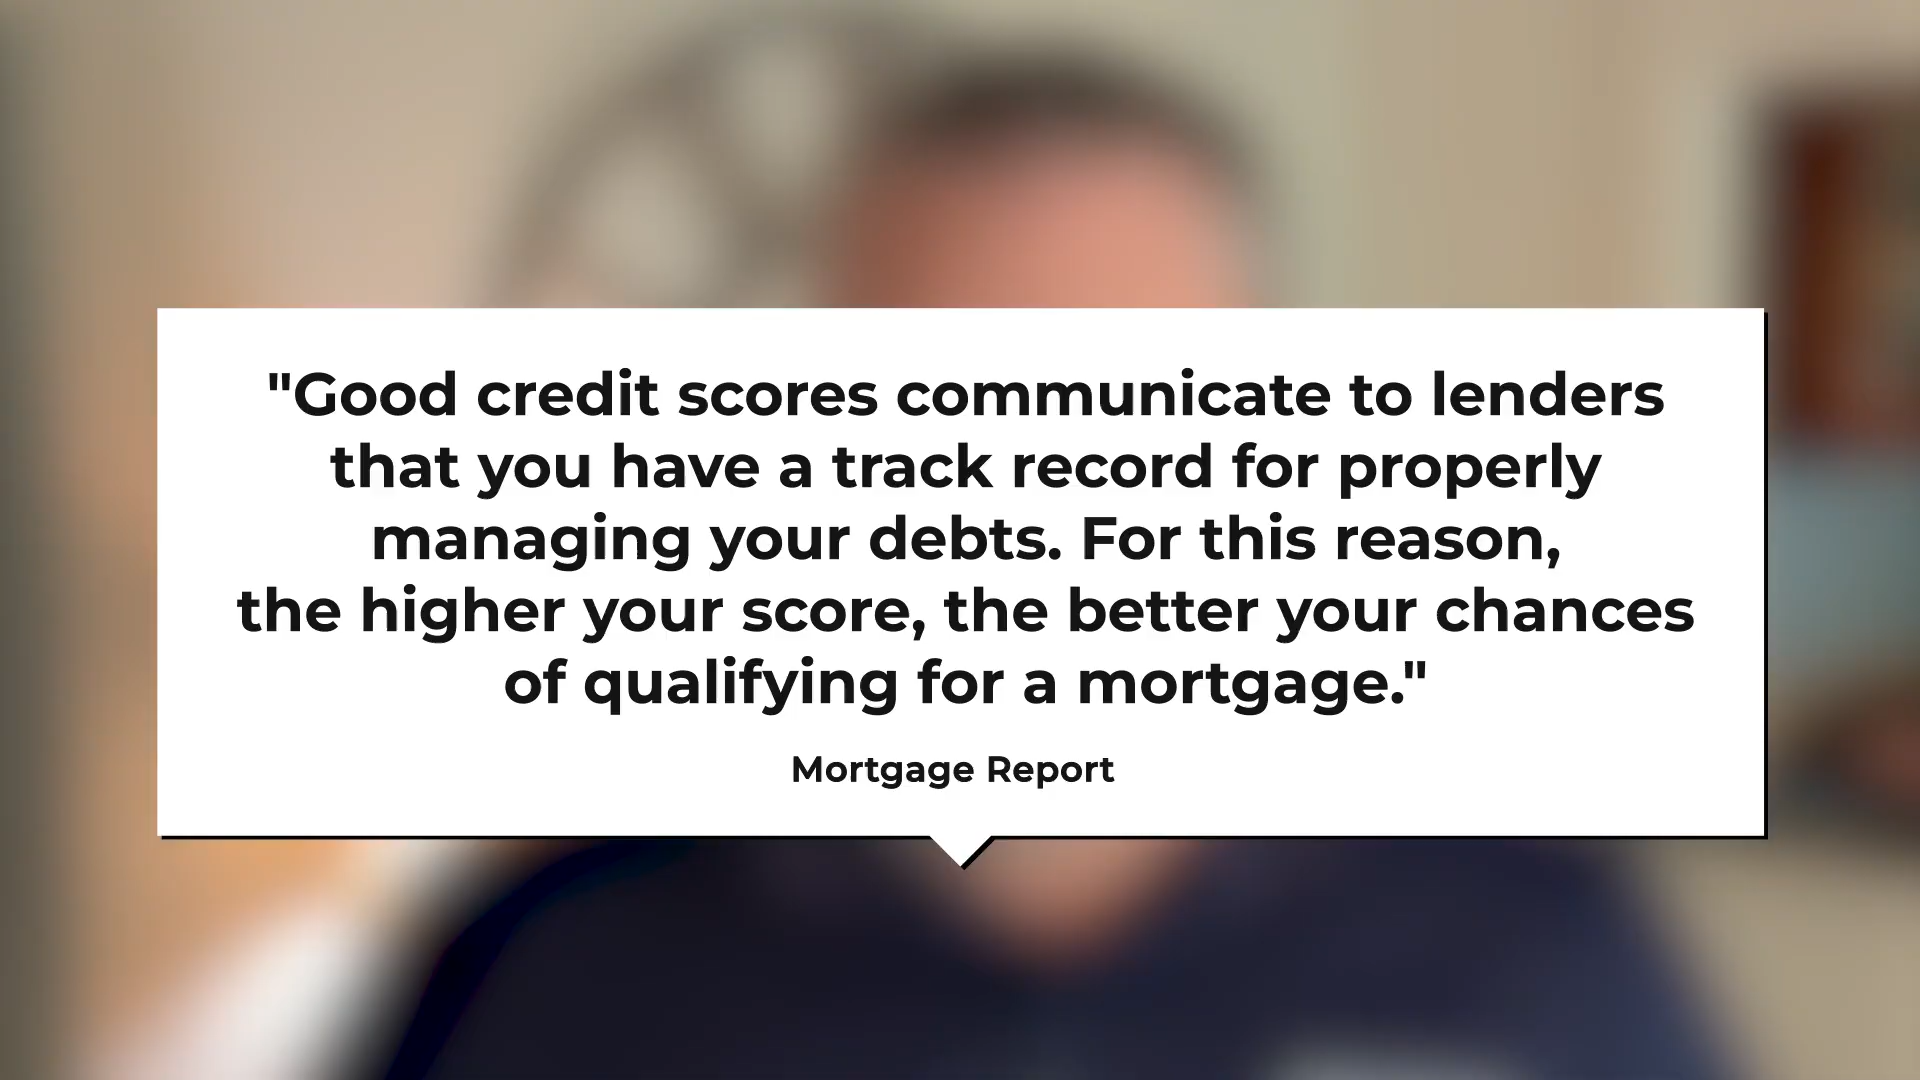 "Good credit scores communicate to lenders
that you have a track record for properly
managing your debts. For this reason,
the higher your score, the better your chances
of qualifying for a mortgage."
Mortgage Report